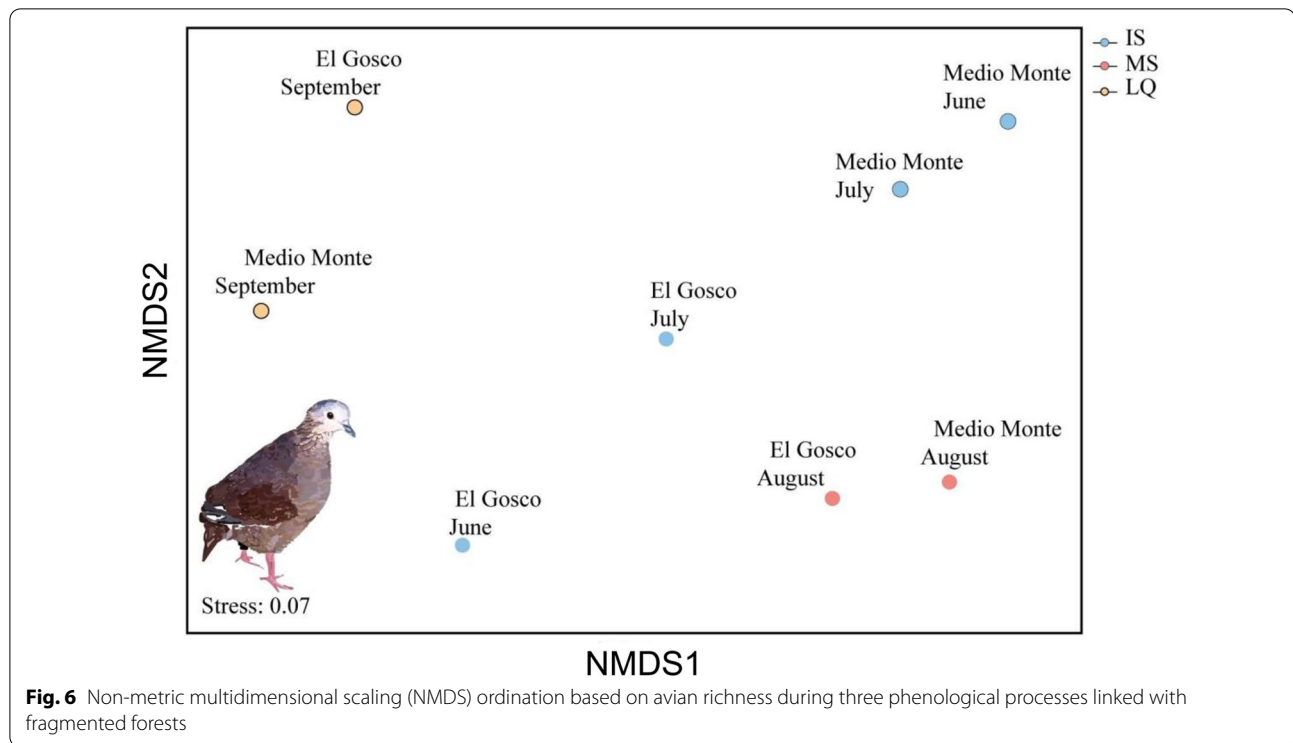 El Gosco
September
Medio Monte
June
Medio Monte
July
Medio Monte
September
El Gosco
July
El Gosco
August
Medio Monte
August
El Gosco
June
Stress: 0.07
IS
MS
LQ
NMDS2
NMDS1
Fig. 6 Non-metric multidimensional scaling (NMDS) ordination based on avian richness during three phenological processes linked with
fragmented forests